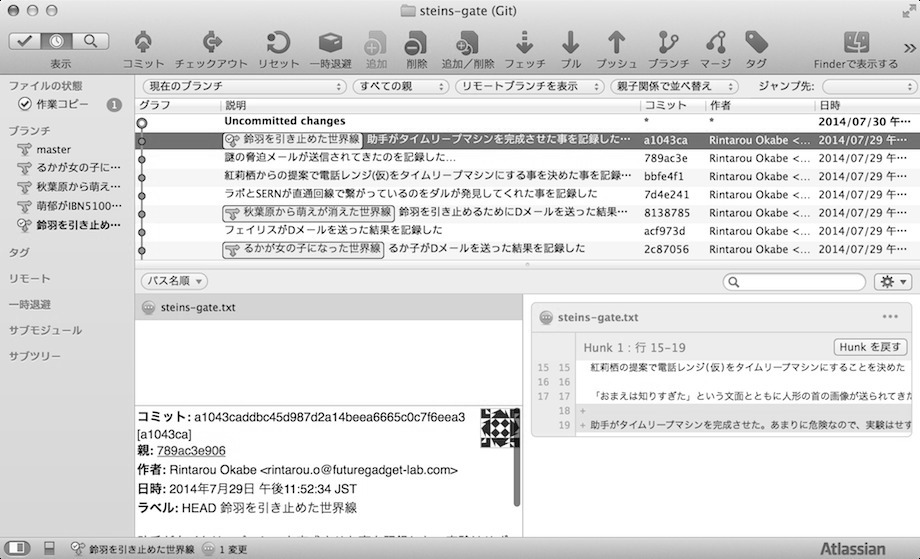 steins-gate (Git)
表示 コミット チェックアウト リセット 一時退避 追加 削除 追加/削除 フェッチ プル プッシュ ブランチ マージ タグ Finderで表示する
ファイルの状態
作業コピー 1
ブランチ
master
るかが女の子に…
秋葉原から萌え…
萌郁がIBN5100…
鈴羽を引き止め…
タグ
リモート
一時退避
サブモジュール
サブツリー
現在のブランチ すべての親 リモートブランチを表示 親子関係で並べ替え ジャンプ先:
グラフ 説明 コミット 作者 日時
Uncommitted changes * * 2014/07/30 午…
鈴羽を引き止めた世界線 助手がタイムリープマシンを完成させた事を記録した… a1043ca Rintarou Okabe <… 2014/07/29 午…
謎の脅迫メールが送信されてきたのを記録した… 789ac3e Rintarou Okabe <… 2014/07/29 午…
紅莉栖からの提案で電話レンジ(仮)をタイムリープマシンにする事を決めた事を記録… bbfe4f1 Rintarou Okabe <… 2014/07/29 午…
ラボとSERNが直通回線で繋がっているのをダルが発見してくれた事を記録した 7d4e241 Rintarou Okabe <… 2014/07/29 午…
秋葉原から萌えが消えた世界線 鈴羽を引き止めるためにDメールを送った結果… 8138785 Rintarou Okabe <… 2014/07/29 午…
フェイリスがDメールを送った結果を記録した acf973d Rintarou Okabe <… 2014/07/29 午…
るかが女の子になった世界線 るか子がDメールを送った結果を記録した 2c87056 Rintarou Okabe <… 2014/07/29 午…
パス名順
steins-gate.txt
コミット: a1043caddbc45d987d2a14beea6665c0c7f6eea3
[a1043ca]
親: 789ac3e906
作者: Rintarou Okabe <rintarou.o@futuregadget-lab.com>
日時: 2014年7月29日 午後11:52:34 JST
ラベル: HEAD 鈴羽を引き止めた世界線
steins-gate.txt
Hunk 1 : 行 15-19 Hunk を戻す
15 15 紅莉栖の提案で電話レンジ(仮)をタイムリープマシンにすることを決めた
16 16
17 17 「おまえは知りすぎた」という文面とともに人形の首の画像が送られてきた
18 +
19 + 助手がタイムリープマシンを完成させた。あまりに危険なので、実験はせず
鈴羽を引き止めた世界線 1 変更
Atlassian